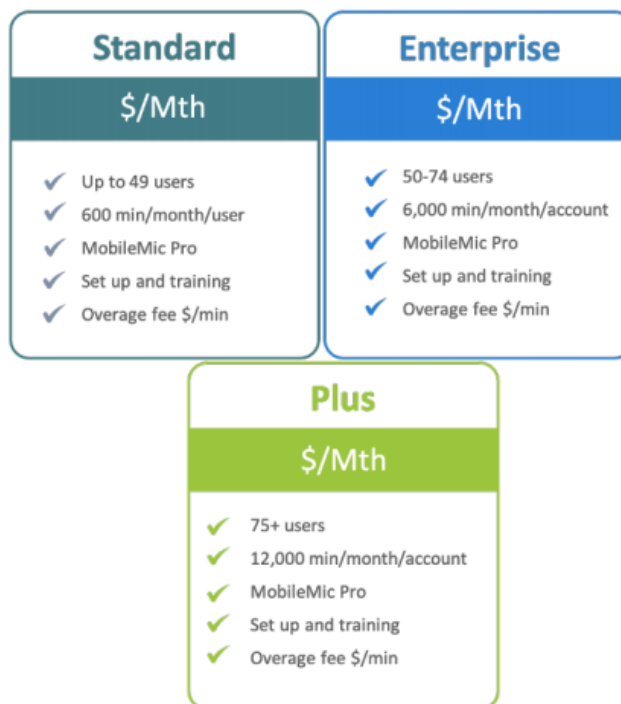 Standard
$/Mth
Up to 49 users
600 min/month/user
MobileMic Pro
Set up and training
Overage fee $/min
Enterprise
$/Mth
50-74 users
6,000 min/month/account
MobileMic Pro
Set up and training
Overage fee $/min
Plus
$/Mth
75+ users
12,000 min/month/account
MobileMic Pro
Set up and training
Overage fee $/min